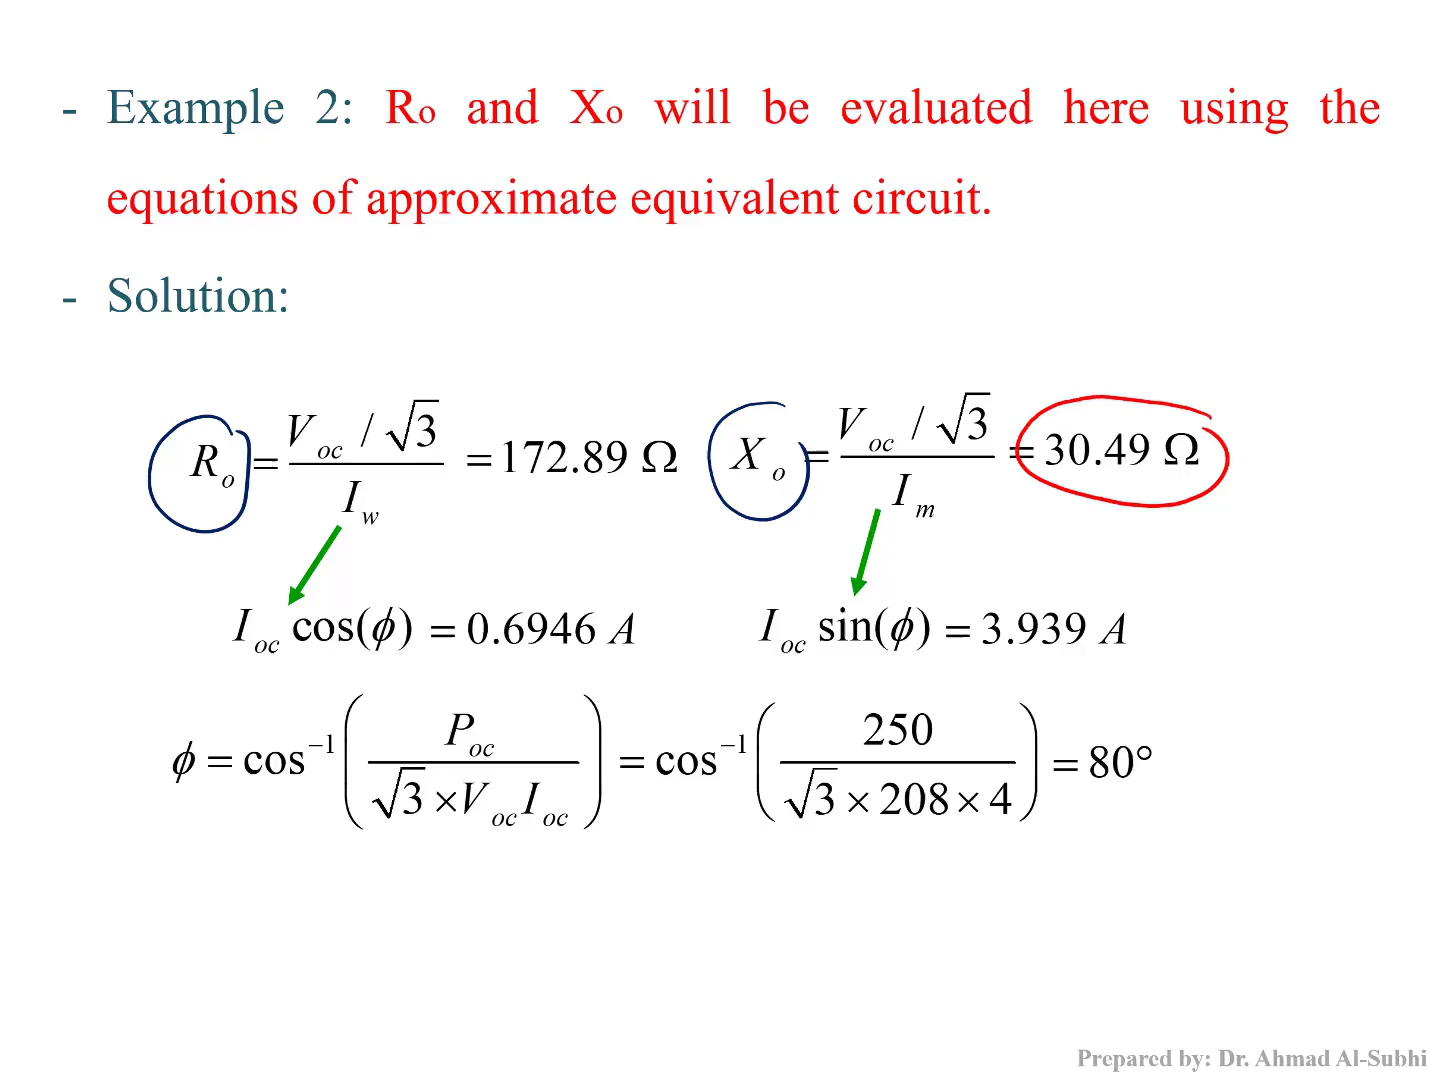 - Example 2: Ro and Xo will be evaluated here using the
equations of approximate equivalent circuit.
- Solution:
R_o = (V_oc / √3) / I_w = 172.89 Ω    X_o = (V_oc / √3) / I_m = 30.49 Ω
I_oc cos(ϕ) = 0.6946 A    I_oc sin(ϕ) = 3.939 A
ϕ = cos⁻¹(P_oc / (√3 × V_oc I_oc)) = cos⁻¹(250 / (√3 × 208 × 4)) = 80°
Prepared by: Dr. Ahmad Al-Subhi